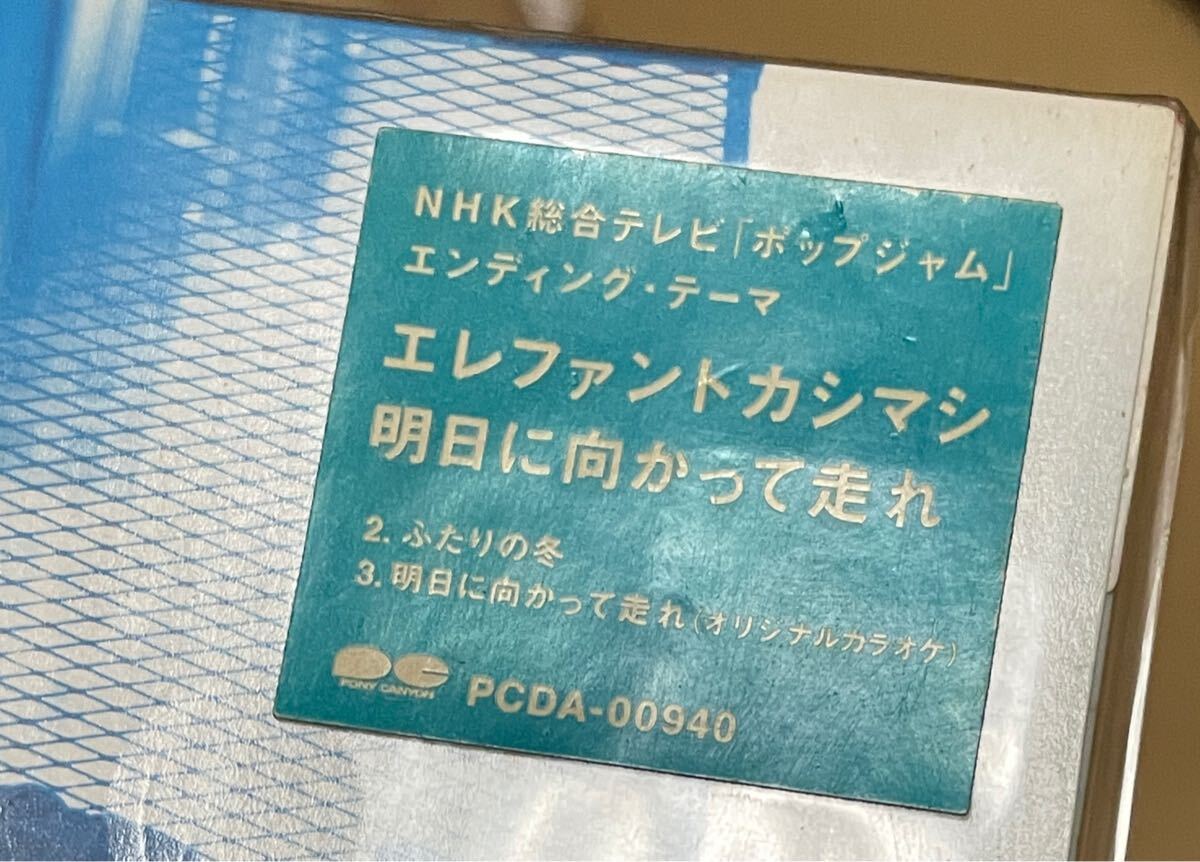 NHK総合テレビ「ポップジャム」
エンディング・テーマ
エレファントカシマシ
明日に向かって走れ
2. ふたりの冬
3. 明日に向かって走れ(オリジナルカラオケ)
PONY CANYON PCDA-00940